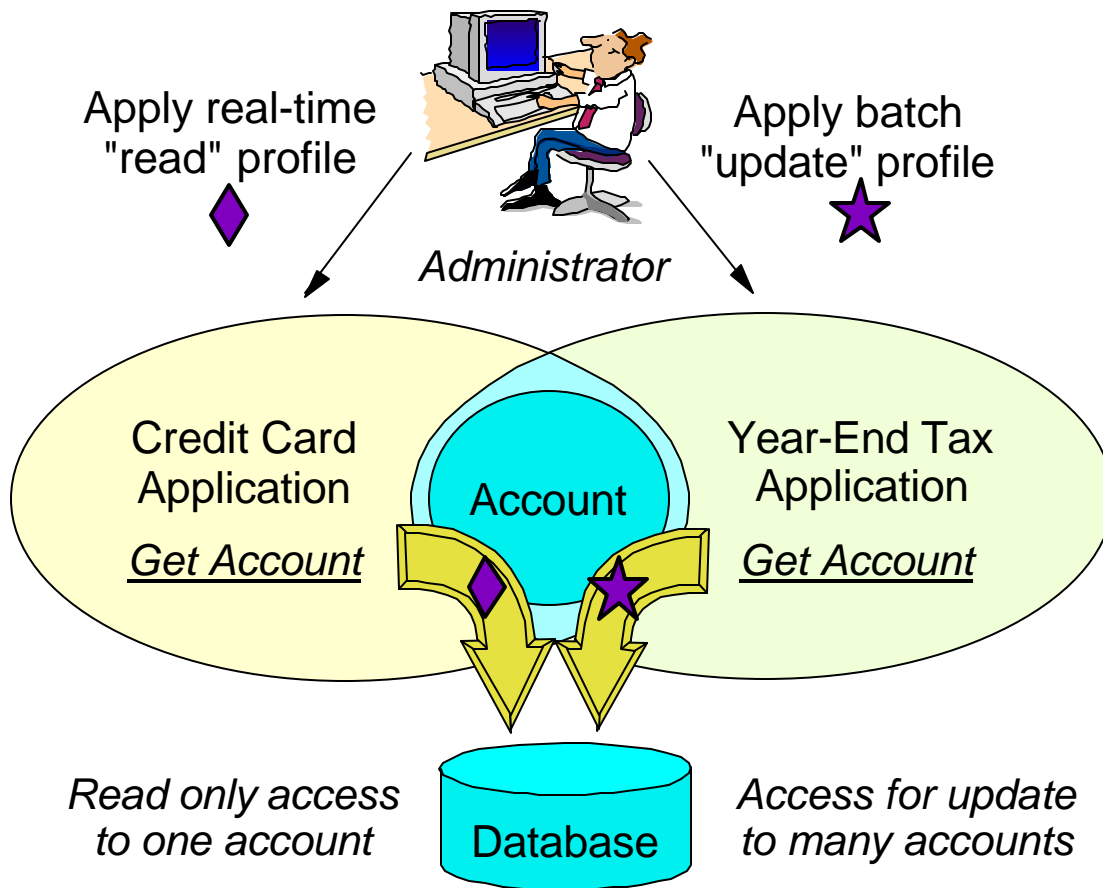 Apply real-time
"read" profile
Apply batch
"update" profile
Administrator
Credit Card
Application
Get Account
Account
Year-End Tax
Application
Get Account
Read only access
to one account
Database
Access for update
to many accounts